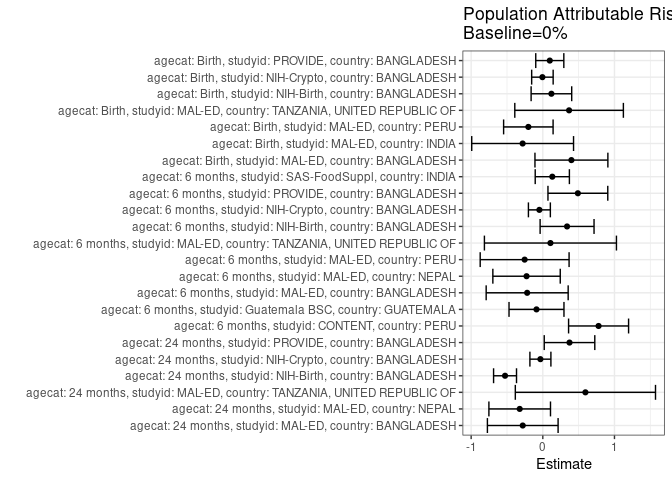 Population Attributable Ris
Baseline=0%
agecat: Birth, studyid: PROVIDE, country: BANGLADESH
agecat: Birth, studyid: NIH-Crypto, country: BANGLADESH
agecat: Birth, studyid: NIH-Birth, country: BANGLADESH
agecat: Birth, studyid: MAL-ED, country: TANZANIA, UNITED REPUBLIC OF
agecat: Birth, studyid: MAL-ED, country: PERU
agecat: Birth, studyid: MAL-ED, country: INDIA
agecat: Birth, studyid: MAL-ED, country: BANGLADESH
agecat: 6 months, studyid: SAS-FoodSuppl, country: INDIA
agecat: 6 months, studyid: PROVIDE, country: BANGLADESH
agecat: 6 months, studyid: NIH-Crypto, country: BANGLADESH
agecat: 6 months, studyid: NIH-Birth, country: BANGLADESH
agecat: 6 months, studyid: MAL-ED, country: TANZANIA, UNITED REPUBLIC OF
agecat: 6 months, studyid: MAL-ED, country: PERU
agecat: 6 months, studyid: MAL-ED, country: NEPAL
agecat: 6 months, studyid: MAL-ED, country: BANGLADESH
agecat: 6 months, studyid: Guatemala BSC, country: GUATEMALA
agecat: 6 months, studyid: CONTENT, country: PERU
agecat: 24 months, studyid: PROVIDE, country: BANGLADESH
agecat: 24 months, studyid: NIH-Crypto, country: BANGLADESH
agecat: 24 months, studyid: NIH-Birth, country: BANGLADESH
agecat: 24 months, studyid: MAL-ED, country: TANZANIA, UNITED REPUBLIC OF
agecat: 24 months, studyid: MAL-ED, country: NEPAL
agecat: 24 months, studyid: MAL-ED, country: BANGLADESH
-1 0 1
Estimate